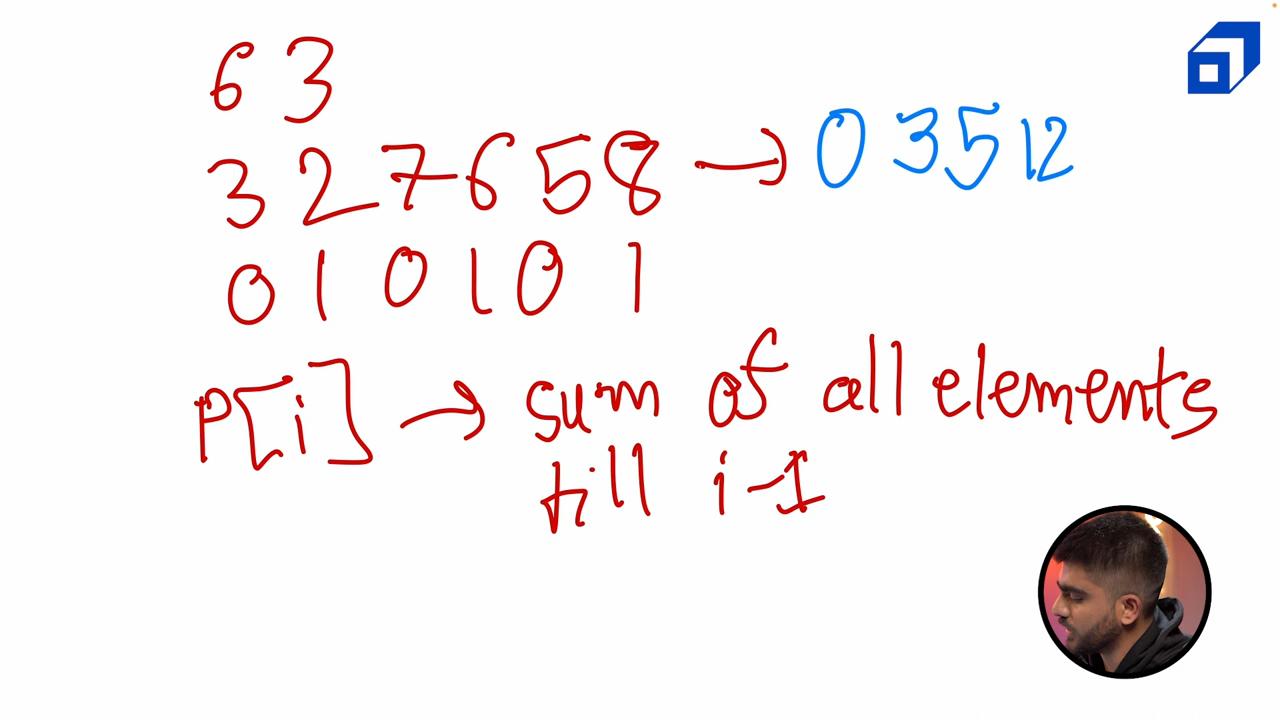 6 3
3 2 7 6 5 8 → 0 3 5 12
0 1 0 1 0 1
P[i] → sum of all elements
till i-1